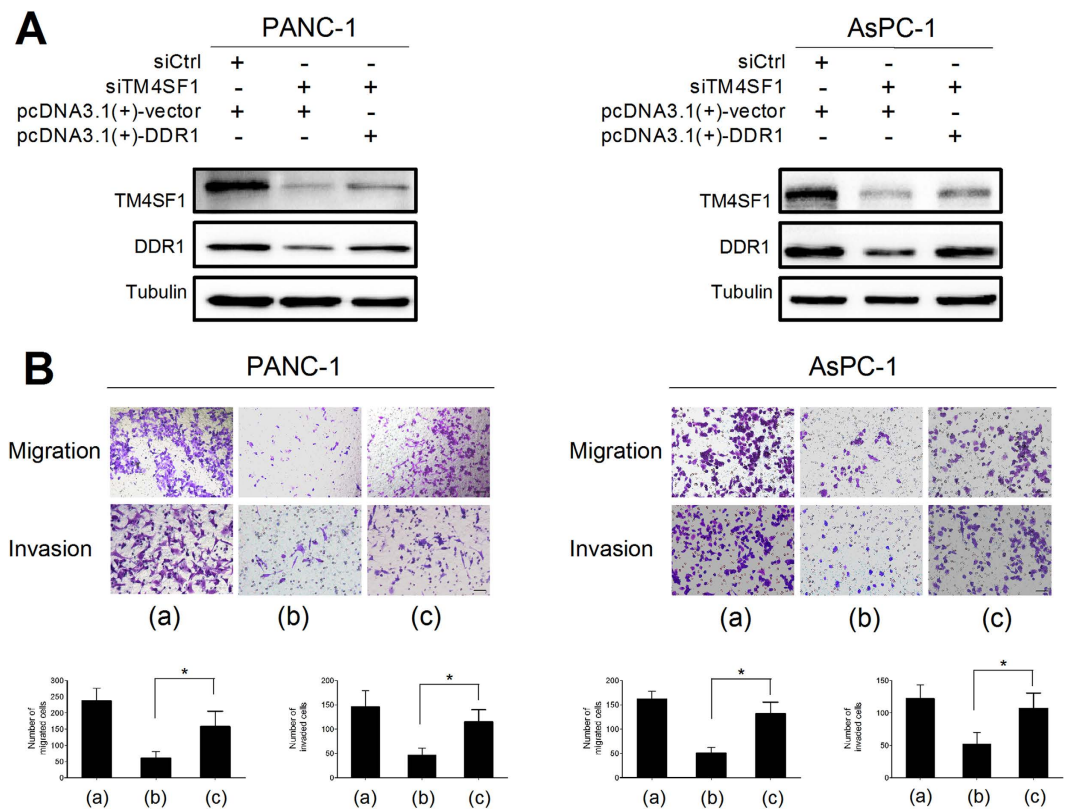 A
PANC-1
siCtrl + - -
siTM4SF1 - + +
pcDNA3.1(+)-vector + + -
pcDNA3.1(+)-DDR1 - - +
TM4SF1
DDR1
Tubulin
AsPC-1
siCtrl + - -
siTM4SF1 - + +
pcDNA3.1(+)-vector + + -
pcDNA3.1(+)-DDR1 - - +
TM4SF1
DDR1
Tubulin
B
PANC-1
Migration
Invasion
(a) (b) (c)
AsPC-1
Migration
Invasion
(a) (b) (c)
Number of
migrated cells
300
250
200
150
100
50
0
*
(a) (b) (c)
Number of
invaded cells
200
150
100
50
0
*
(a) (b) (c)
Number of
migrated cells
200
150
100
50
0
*
(a) (b) (c)
Number of
invaded cells
150
100
50
0
*
(a) (b) (c)